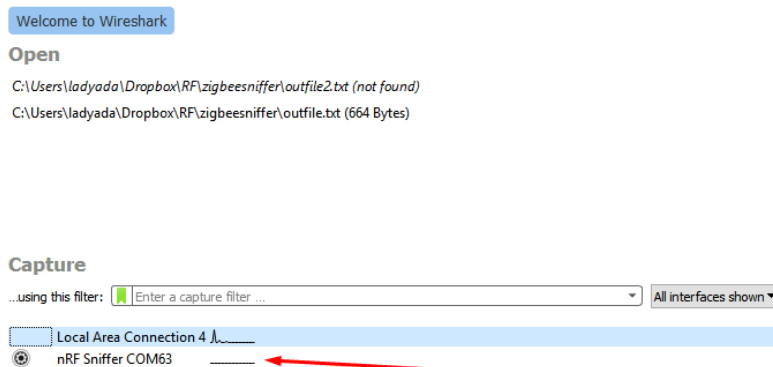 Welcome to Wireshark
Open
C:\Users\ladyada\Dropbox\RF\zigbeesniffer\outfile2.txt (not found)
C:\Users\ladyada\Dropbox\RF\zigbeesniffer\outfile.txt (664 Bytes)
Capture
...using this filter: Enter a capture filter ... All interfaces shown
Local Area Connection 4
nRF Sniffer COM63